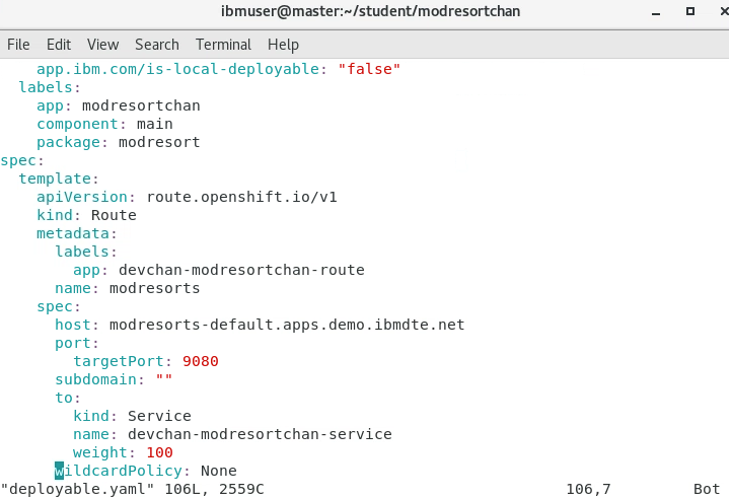 ibmuser@master:~/student/modresortchan
File Edit View Search Terminal Help
    app.ibm.com/is-local-deployable: "false"
  labels:
    app: modresortchan
    component: main
    package: modresort
spec:
  template:
    apiVersion: route.openshift.io/v1
    kind: Route
    metadata:
      labels:
        app: devchan-modresortchan-route
      name: modresorts
    spec:
      host: modresorts-default.apps.demo.ibmdte.net
      port:
        targetPort: 9080
      subdomain: ""
      to:
        kind: Service
        name: devchan-modresortchan-service
        weight: 100
      wildcardPolicy: None
"deployable.yaml" 106L, 2559C 106,7 Bot